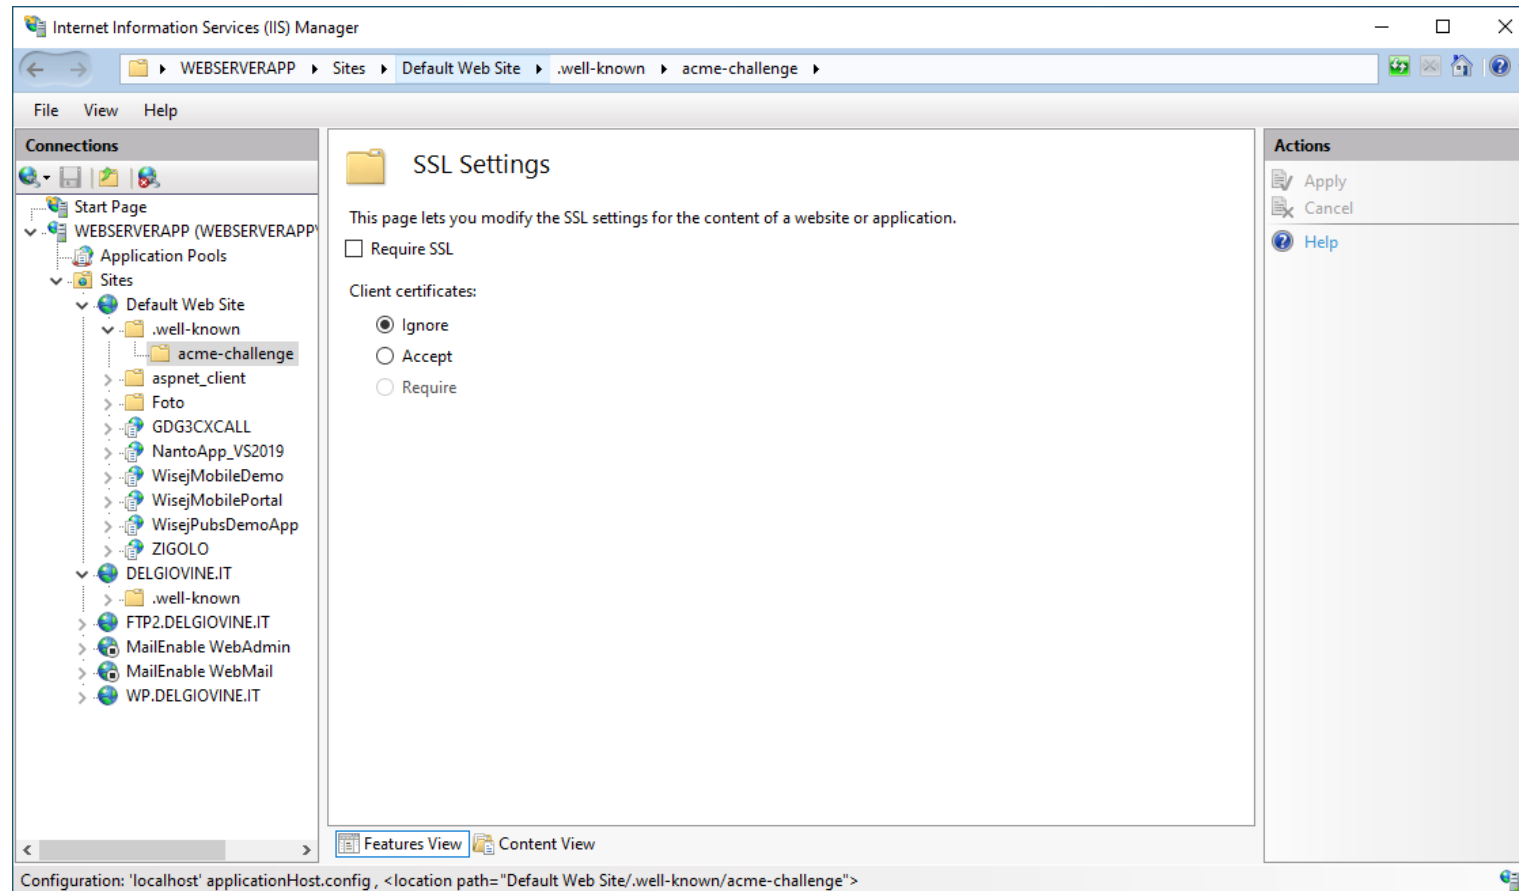 Internet Information Services (IIS) Manager
WEBSERVERAPP Sites Default Web Site .well-known acme-challenge
File View Help
Connections
Start Page
WEBSERVERAPP (WEBSERVERAPP\
Application Pools
Sites
Default Web Site
.well-known
acme-challenge
aspnet_client
Foto
GDG3CXCALL
NantoApp_VS2019
WisejMobileDemo
WisejMobilePortal
WisejPubsDemoApp
ZIGOLO
DELGIOVINE.IT
.well-known
FTP2.DELGIOVINE.IT
MailEnable WebAdmin
MailEnable WebMail
WP.DELGIOVINE.IT
SSL Settings
This page lets you modify the SSL settings for the content of a website or application.
Require SSL
Client certificates:
Ignore
Accept
Require
Features View Content View
Actions
Apply
Cancel
Help
Configuration: 'localhost' applicationHost.config , <location path="Default Web Site/.well-known/acme-challenge">